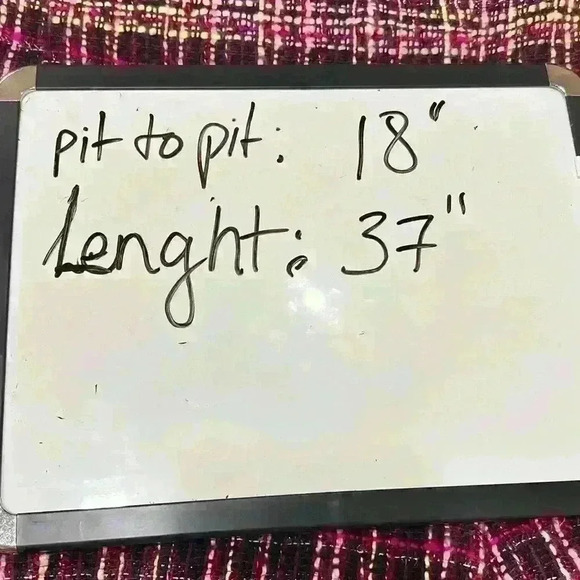 pit to pit: 18"
Lenght: 37"